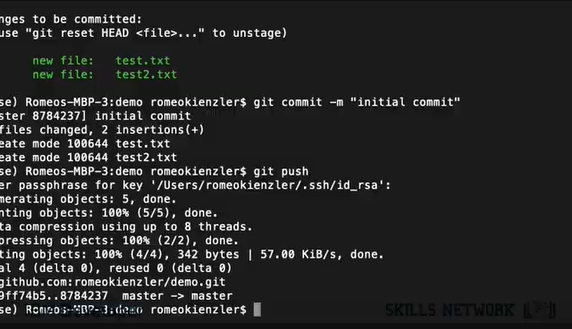 nges to be committed:
use "git reset HEAD <file>..." to unstage)
new file: test.txt
new file: test2.txt
se) Romeos-MBP-3:demo romeokienzler$ git commit -m "initial commit"
ster 8784237] initial commit
files changed, 2 insertions(+)
eate mode 100644 test.txt
eate mode 100644 test2.txt
se) Romeos-MBP-3:demo romeokienzler$ git push
er passphrase for key '/Users/romeokienzler/.ssh/id_rsa':
merating objects: 5, done.
nting objects: 100% (5/5), done.
ta compression using up to 8 threads.
pressing objects: 100% (2/2), done.
ting objects: 100% (4/4), 342 bytes | 57.00 KiB/s, done.
al 4 (delta 0), reused 0 (delta 0)
github.com:romeokienzler/demo.git
9ff74b5..8784237 master -> master
se) Romeos-MBP-3:demo romeokienzler$
SKILLS NETWORK